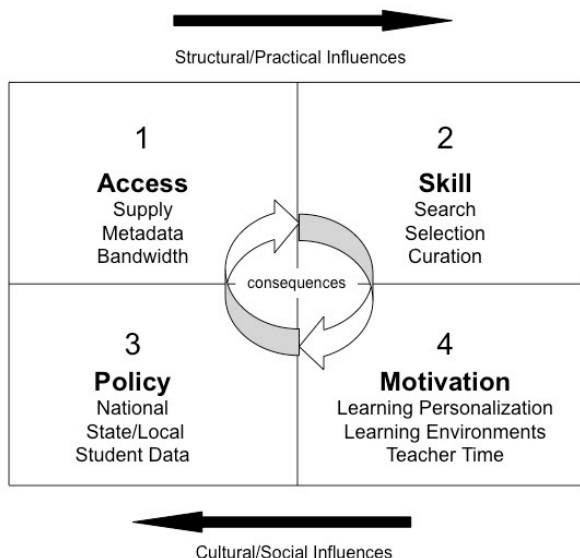 Structural/Practical Influences
1
Access
Supply
Metadata
Bandwidth
2
Skill
Search
Selection
Curation
consequences
3
Policy
National
State/Local
Student Data
4
Motivation
Learning Personalization
Learning Environments
Teacher Time
Cultural/Social Influences